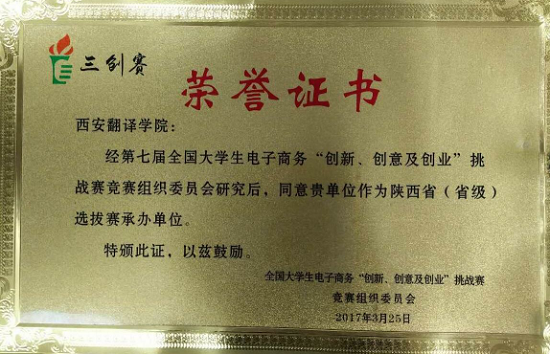 三创赛
荣誉证书
西安翻译学院：
经第七届全国大学生电子商务“创新、创意及创业”挑
战赛竞赛组织委员会研究后，同意贵单位作为陕西省（省级）
选拔赛承办单位。
特颁此证，以兹鼓励。
全国大学生电子商务“创新、创意及创业”挑战赛
竞赛组织委员会
2017年3月25日